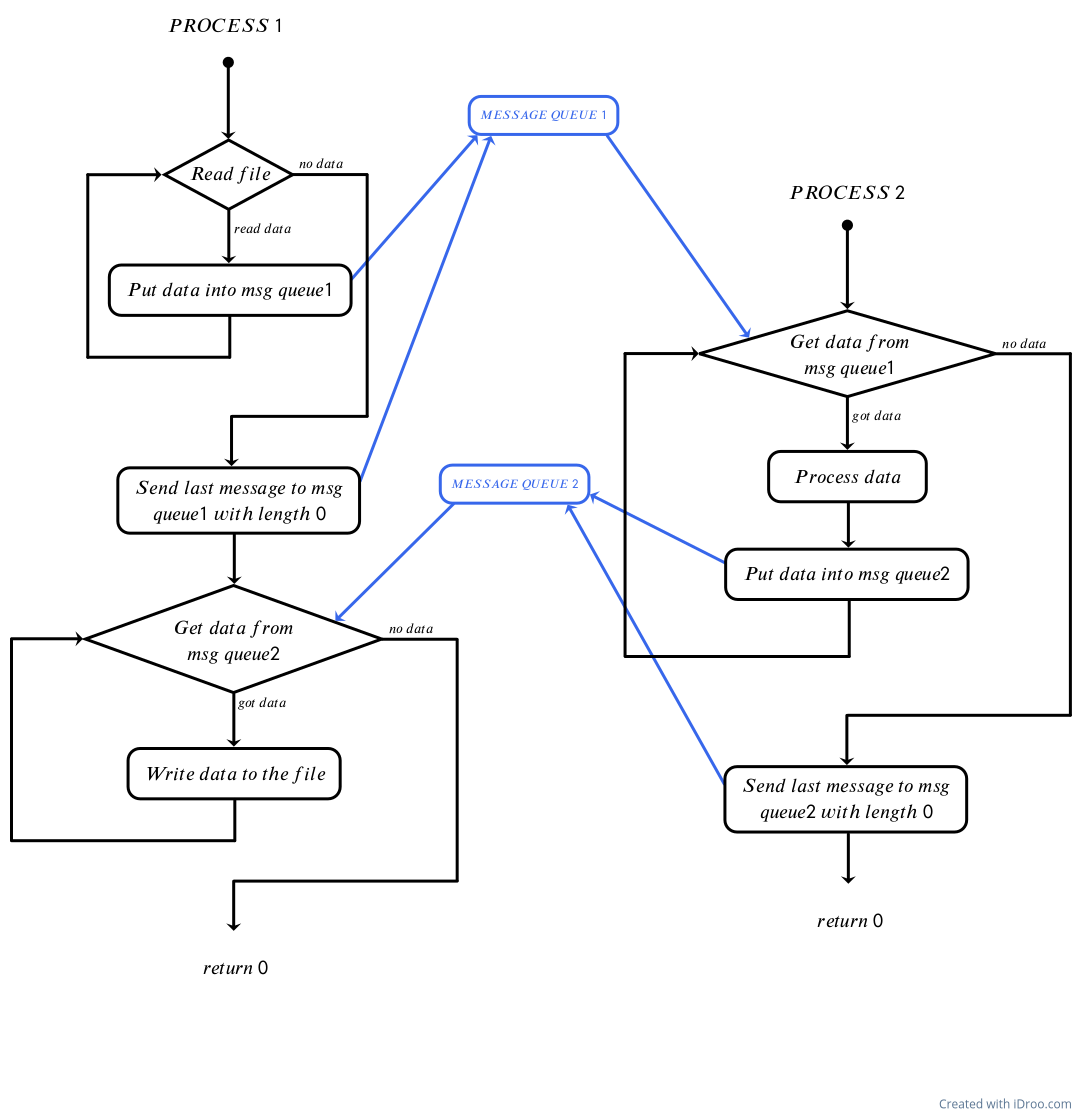 PROCESS 1
Read file
no data
read data
Put data into msg queue1
Send last message to msg
queue1 with length 0
Get data from
msg queue2
no data
got data
Write data to the file
return 0
MESSAGE QUEUE 1
MESSAGE QUEUE 2
PROCESS 2
Get data from
msg queue1
no data
got data
Process data
Put data into msg queue2
Send last message to msg
queue2 with length 0
return 0
Created with iDroo.com